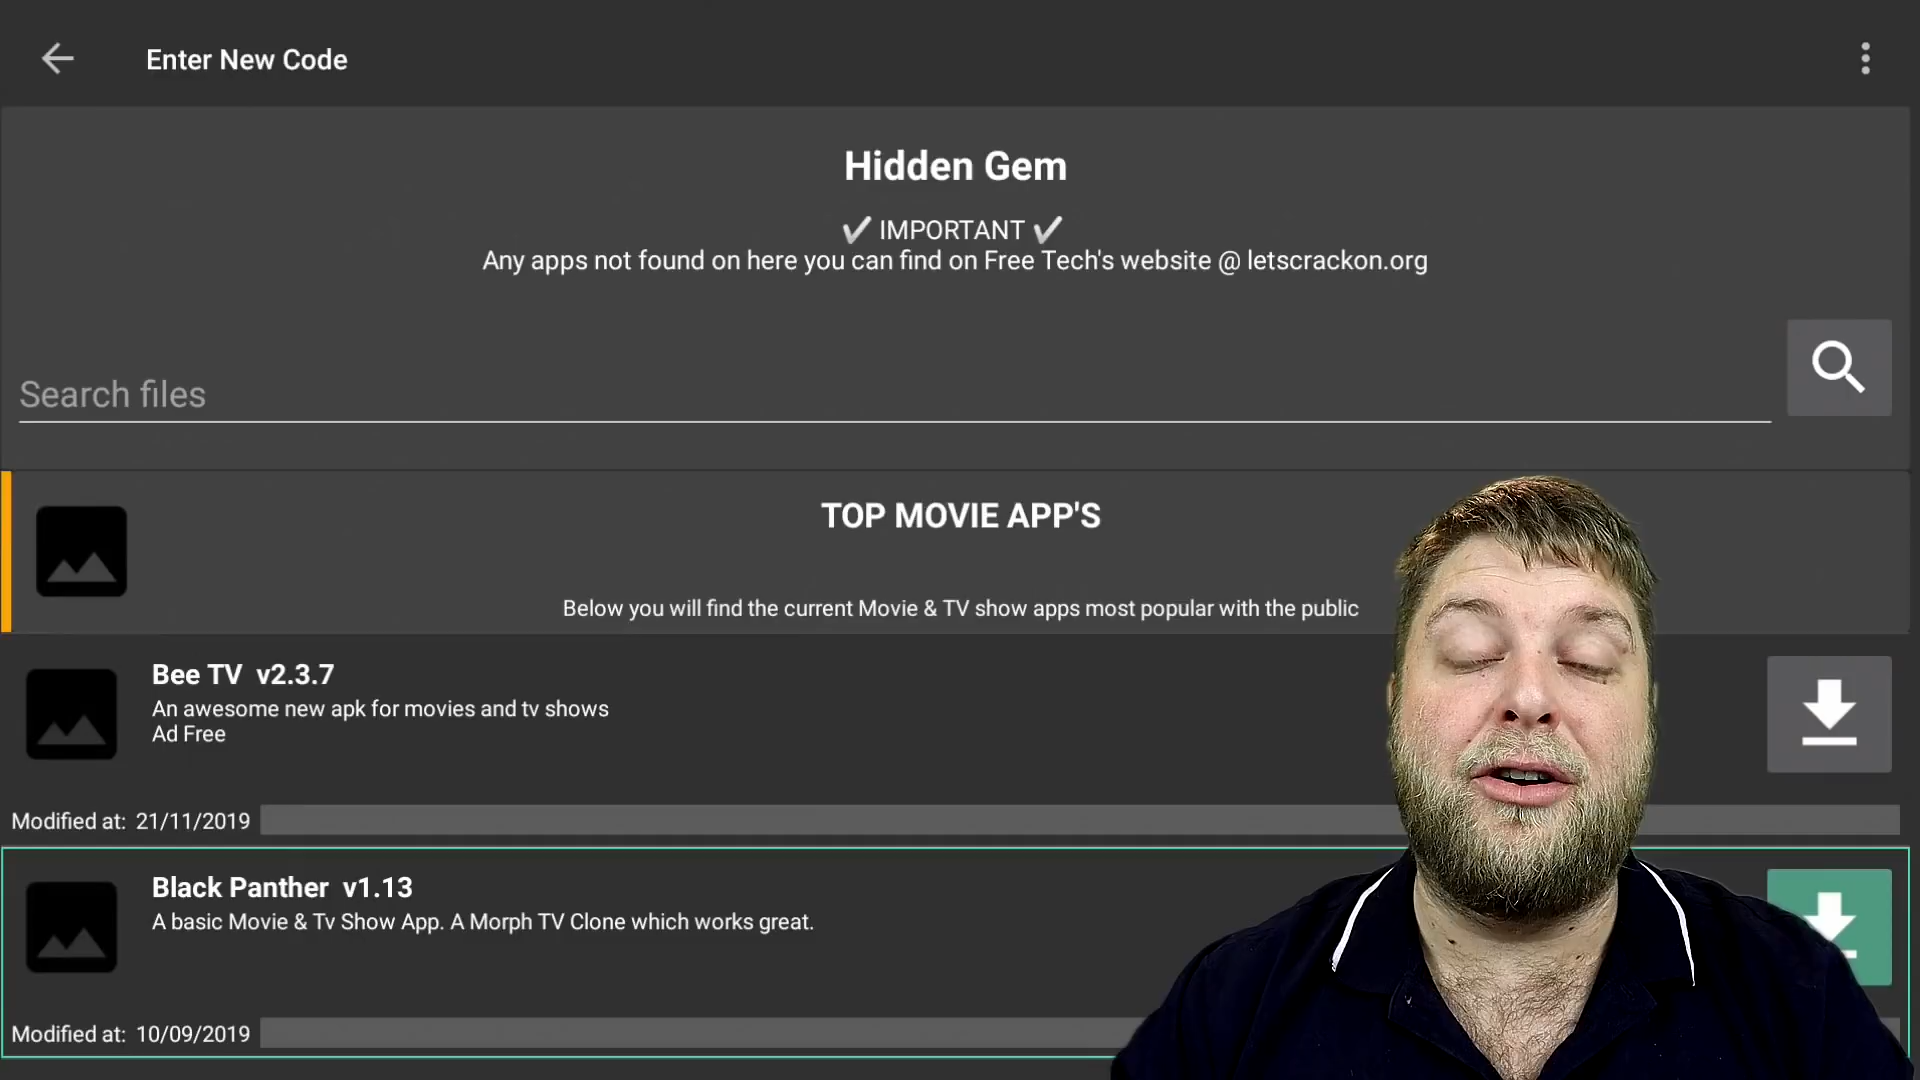 Enter New Code
Hidden Gem
✔ IMPORTANT ✔
Any apps not found on here you can find on Free Tech's website @ letscrackon.org
Search files
TOP MOVIE APP'S
Below you will find the current Movie & TV show apps most popular with the public
Bee TV v2.3.7
An awesome new apk for movies and tv shows
Ad Free
Modified at: 21/11/2019
Black Panther v1.13
A basic Movie & Tv Show App. A Morph TV Clone which works great.
Modified at: 10/09/2019